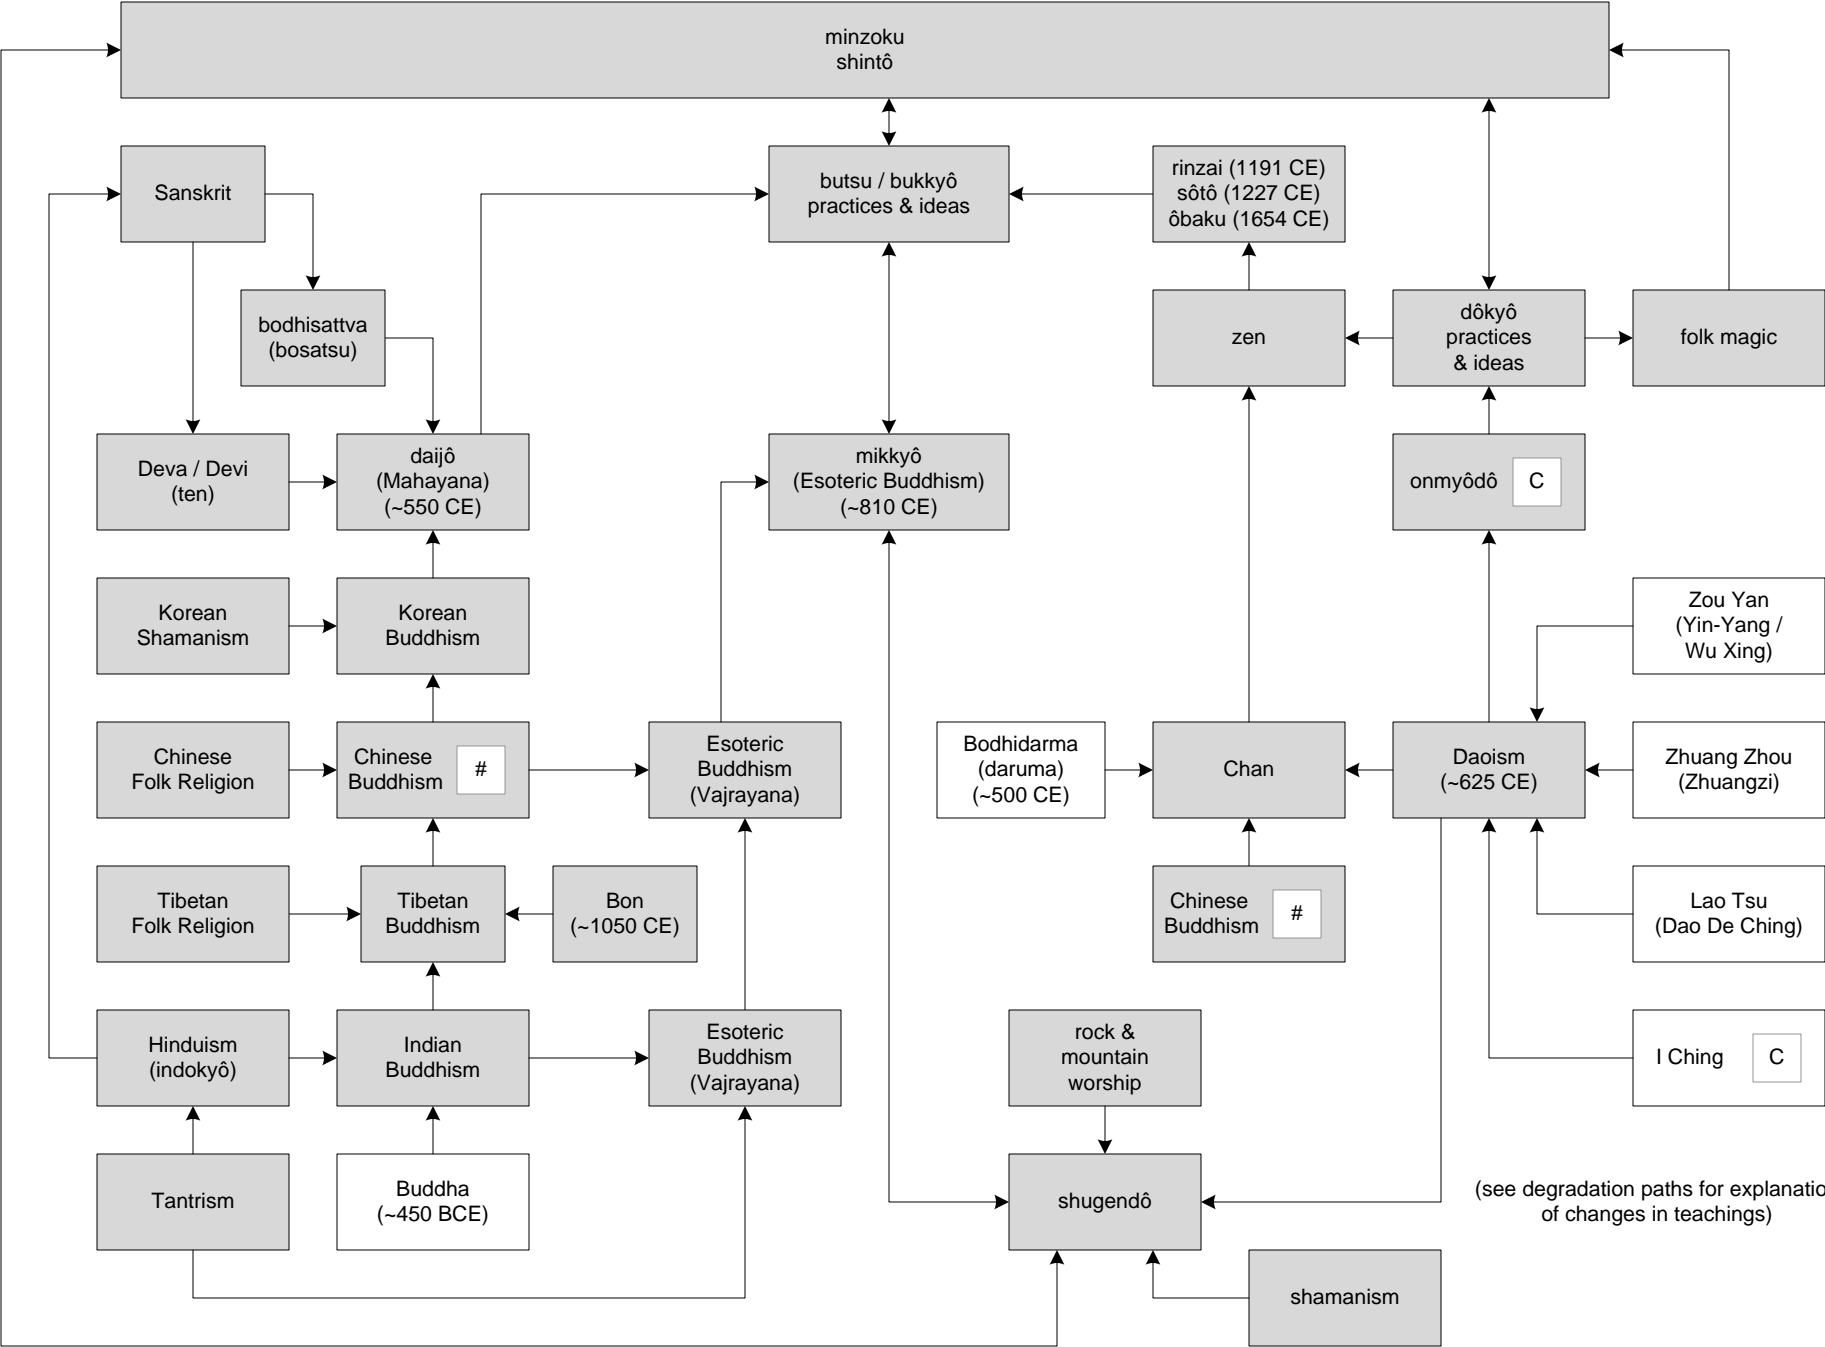 minzoku
shintô
Sanskrit
butsu / bukkyô
practices & ideas
rinzai (1191 CE)
sôtô (1227 CE)
ôbaku (1654 CE)
bodhisattva
(bosatsu)
zen
dôkyô
practices
& ideas
folk magic
Deva / Devi
(ten)
daijô
(Mahayana)
(~550 CE)
mikkyô
(Esoteric Buddhism)
(~810 CE)
onmyôdô C
Korean
Shamanism
Korean
Buddhism
Zou Yan
(Yin-Yang /
Wu Xing)
Chinese
Folk Religion
Chinese
Buddhism #
Esoteric
Buddhism
(Vajrayana)
Bodhidarma
(daruma)
(~500 CE)
Chan
Daoism
(~625 CE)
Zhuang Zhou
(Zhuangzi)
Tibetan
Folk Religion
Tibetan
Buddhism
Bon
(~1050 CE)
Chinese
Buddhism #
Lao Tsu
(Dao De Ching)
Hinduism
(indokyô)
Indian
Buddhism
Esoteric
Buddhism
(Vajrayana)
rock &
mountain
worship
I Ching C
Tantrism
Buddha
(~450 BCE)
shugendô
(see degradation paths for explanatio
of changes in teachings)
shamanism